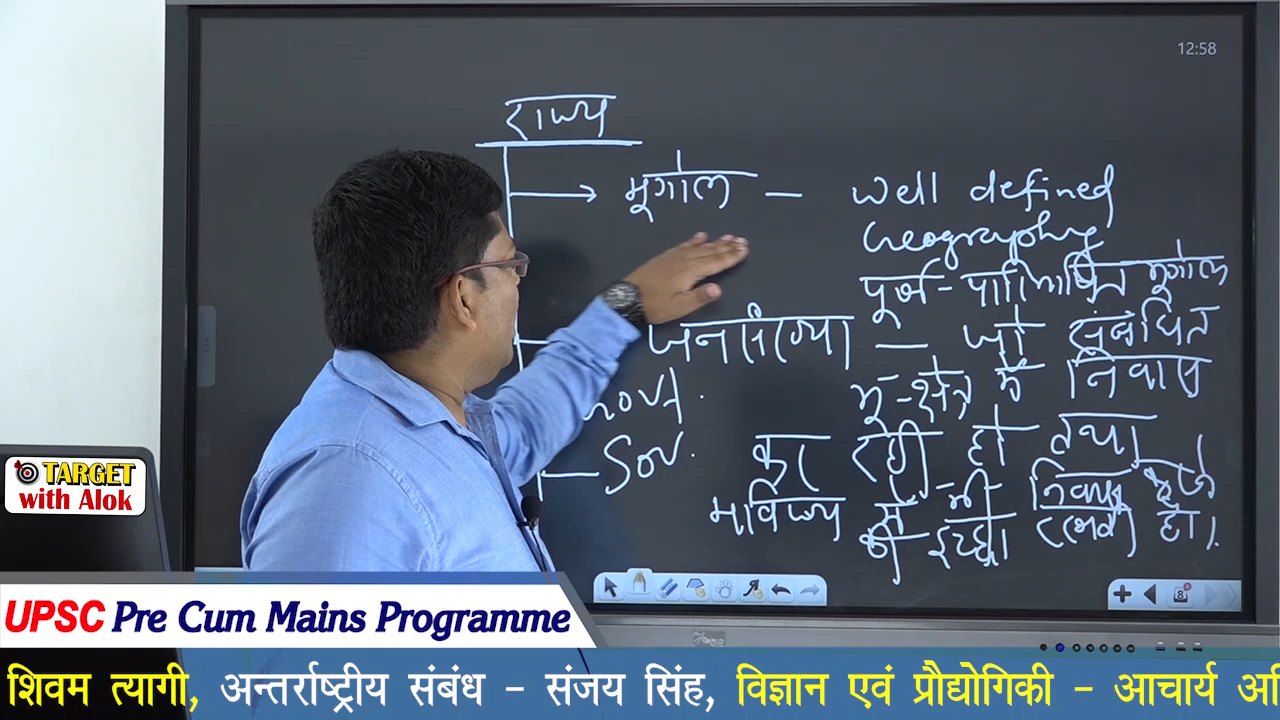 12:58
राज्य
भूगोल — well defined
Geography
पूर्व-पारिभाषित भूगोल
जनसंख्या — जो संबंधित
भू-क्षेत्र में निवास
Govt.
कर रही हो तथा
Sov.
भविष्य में भी निवास करने
की इच्छा रखती हो।
TARGET
with Alok
UPSC Pre Cum Mains Programme
शिवम त्यागी, अन्तर्राष्ट्रीय संबंध - संजय सिंह, विज्ञान एवं प्रौद्योगिकी - आचार्य अ